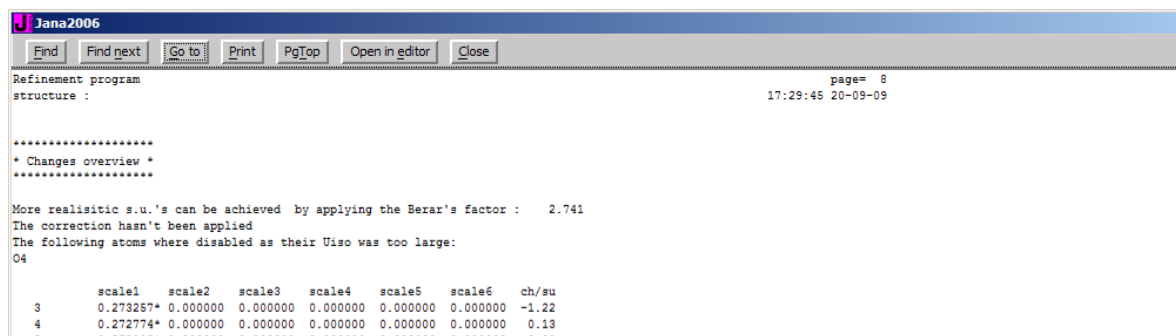 Jana2006
Find Find next Go to Print PgTop Open in editor Close
Refinement program page= 8
structure : 17:29:45 20-09-09
*********************
* Changes overview *
*********************
More realisitic s.u.'s can be achieved by applying the Berar's factor : 2.741
The correction hasn't been applied
The following atoms where disabled as their Uiso was too large:
O4
scale1 scale2 scale3 scale4 scale5 scale6 ch/su
3 0.273257* 0.000000 0.000000 0.000000 0.000000 0.000000 -1.22
4 0.272774* 0.000000 0.000000 0.000000 0.000000 0.000000 0.13